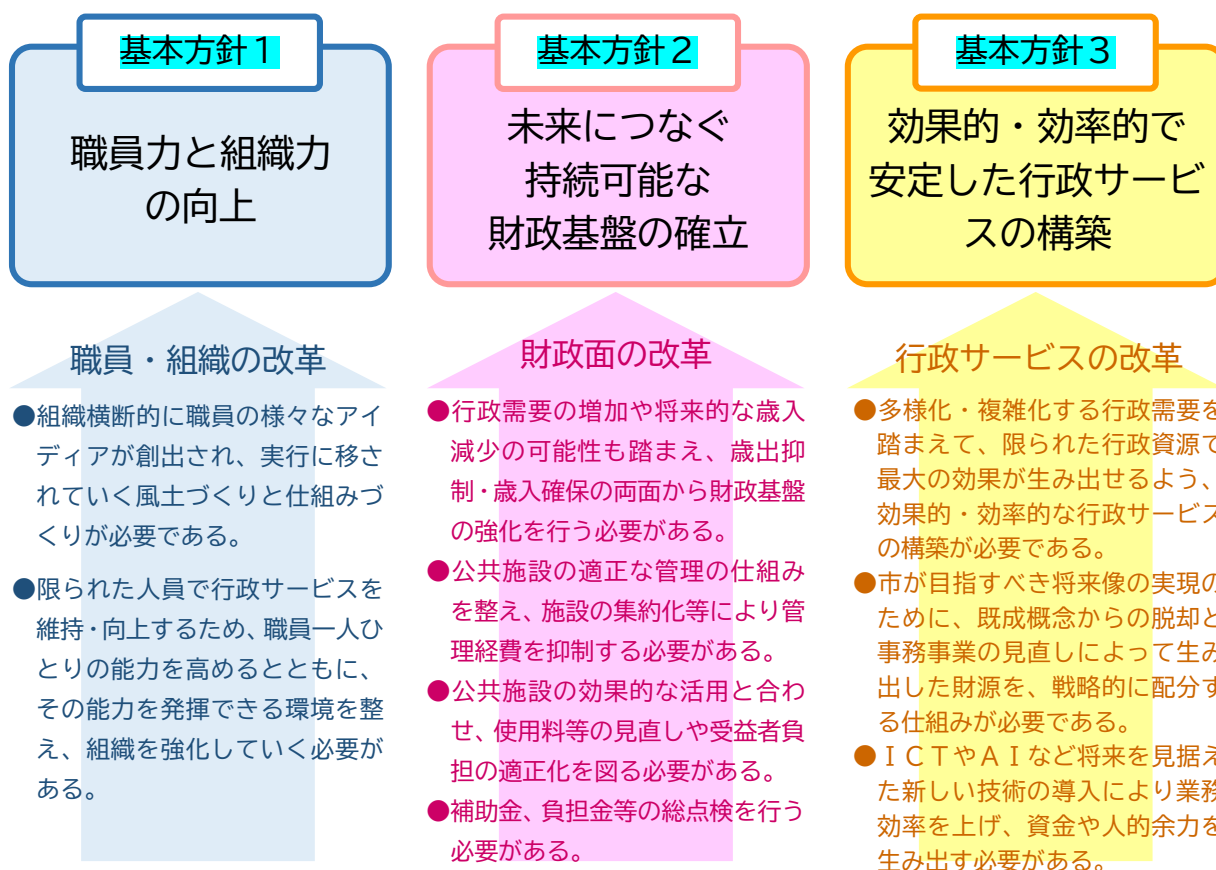 基本方針1
職員力と組織力
の向上
職員・組織の改革
●組織横断的に職員の様々なアイ
ディアが創出され、実行に移さ
れていく風土づくりと仕組みづ
くりが必要である。
●限られた人員で行政サービスを
維持・向上するため、職員一人ひ
とりの能力を高めるとともに、
その能力を発揮できる環境を整
え、組織を強化していく必要が
ある。
基本方針2
未来につなぐ
持続可能な
財政基盤の確立
財政面の改革
●行政需要の増加や将来的な歳入
減少の可能性も踏まえ、歳出抑
制・歳入確保の両面から財政基盤
の強化を行う必要がある。
●公共施設の適正な管理の仕組み
を整え、施設の集約化等により管
理経費を抑制する必要がある。
●公共施設の効果的な活用と合わ
せ、使用料等の見直しや受益者負
担の適正化を図る必要がある。
●補助金、負担金等の総点検を行う
必要がある。
基本方針3
効果的・効率的で
安定した行政サービ
スの構築
行政サービスの改革
●多様化・複雑化する行政需要を
踏まえて、限られた行政資源で
最大の効果が生み出せるよう、
効果的・効率的な行政サービス
の構築が必要である。
●市が目指すべき将来像の実現の
ために、既成概念からの脱却と
事務事業の見直しによって生み
出した財源を、戦略的に配分す
る仕組みが必要である。
●ICTやAIなど将来を見据え
た新しい技術の導入により業務
効率を上げ、資金や人的余力を
生み出す必要がある。